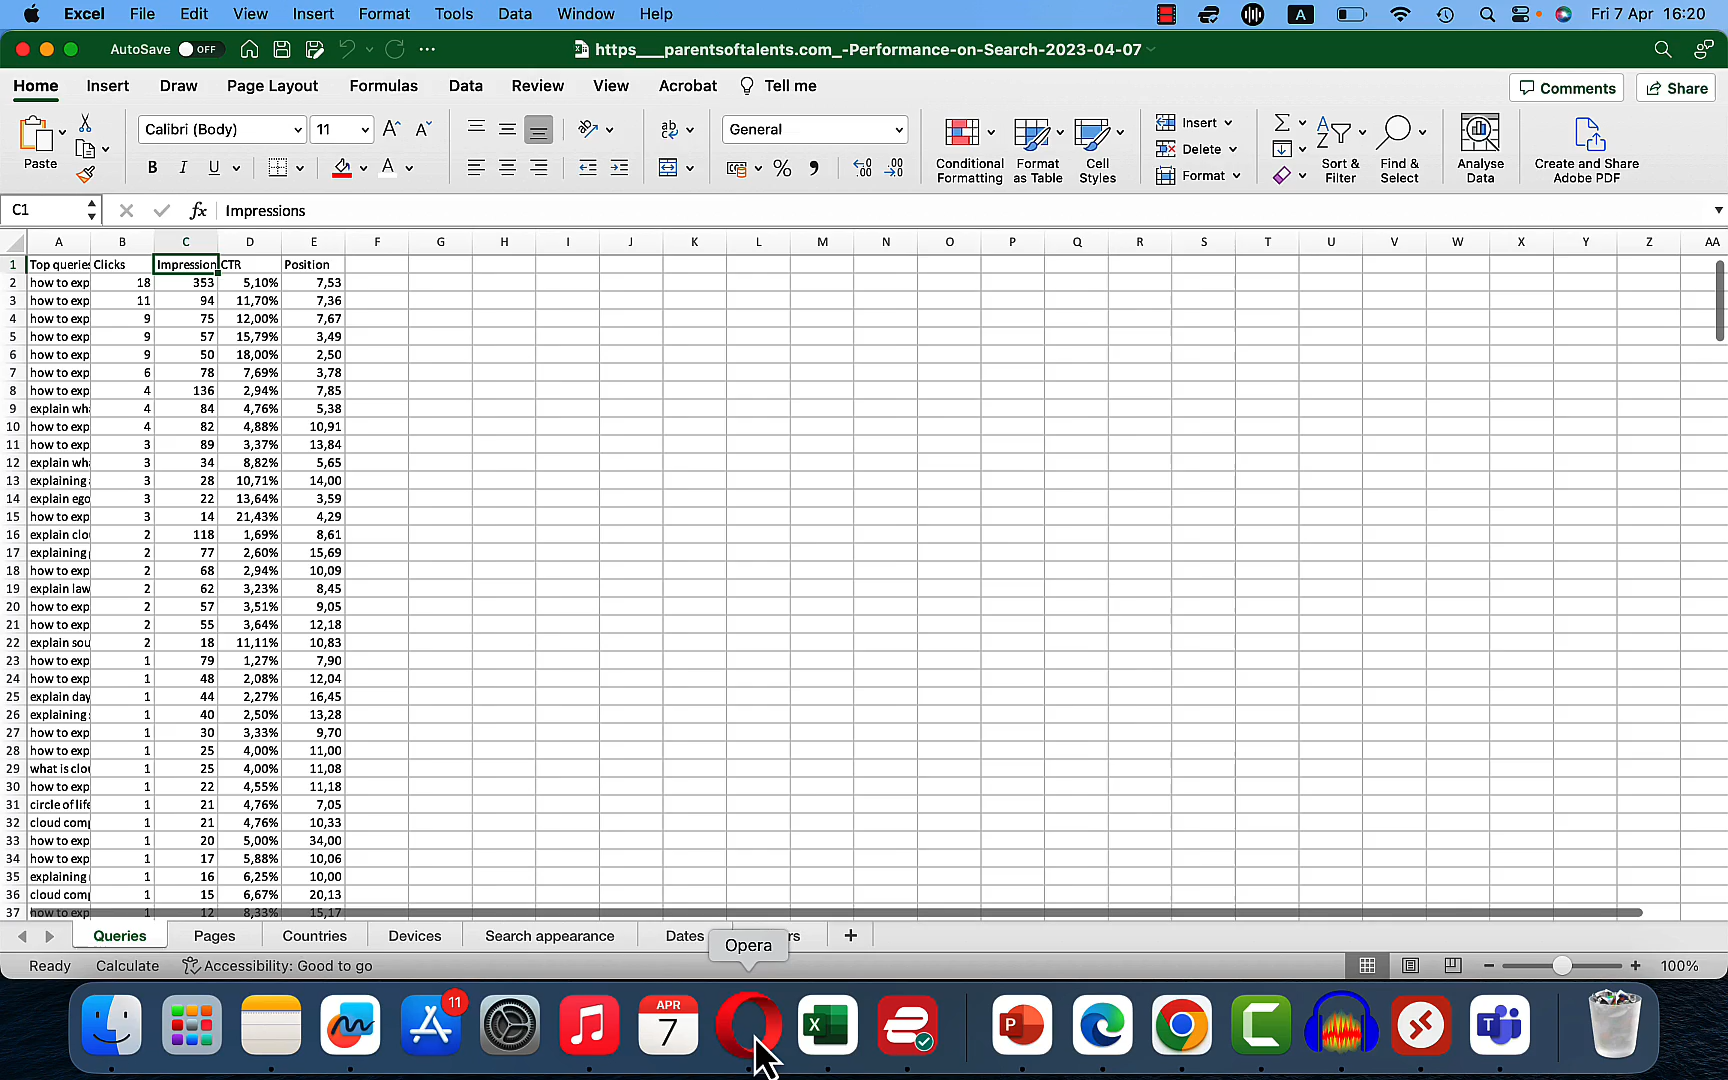 Excel File Edit View Insert Format Tools Data Window Help A Fri 7 Apr 16:20
AutoSave OFF https___parentsoftalents.com_-Performance-on-Search-2023-04-07
Home Insert Draw Page Layout Formulas Data Review View Acrobat Tell me Comments Share
Paste Calibri (Body) 11 General Conditional Formatting Format as Table Cell Styles Insert Delete Format Sort & Filter Find & Select Analyse Data Create and Share Adobe PDF
C1 fx Impressions
A B C D E F G H I J K L M N O P Q R S T U V W X Y Z AA
1 Top queries Clicks Impression CTR Position
2 how to exp 18 353 5,10% 7,53
3 how to exp 11 94 11,70% 7,36
4 how to exp 9 75 12,00% 7,67
5 how to exp 9 57 15,79% 3,49
6 how to exp 9 50 18,00% 2,50
7 how to exp 6 78 7,69% 3,78
8 how to exp 4 136 2,94% 7,85
9 explain wh 4 84 4,76% 5,38
10 how to exp 4 82 4,88% 10,91
11 how to exp 3 89 3,37% 13,84
12 explain wh 3 34 8,82% 5,65
13 explaining 3 28 10,71% 14,00
14 explain ego 3 22 13,64% 3,59
15 how to exp 3 14 21,43% 4,29
16 explain clo 2 118 1,69% 8,61
17 explaining 2 77 2,60% 15,69
18 how to exp 2 68 2,94% 10,09
19 explain law 2 62 3,23% 8,45
20 how to exp 2 57 3,51% 9,05
21 how to exp 2 55 3,64% 12,18
22 explain sou 2 18 11,11% 10,83
23 how to exp 1 79 1,27% 7,90
24 how to exp 1 48 2,08% 12,04
25 explain day 1 44 2,27% 16,45
26 explaining 1 40 2,50% 13,28
27 how to exp 1 30 3,33% 9,70
28 how to exp 1 25 4,00% 11,00
29 what is clo 1 25 4,00% 11,08
30 how to exp 1 22 4,55% 11,18
31 circle of life 1 21 4,76% 7,05
32 cloud comp 1 21 4,76% 10,33
33 how to exp 1 20 5,00% 34,00
34 how to exp 1 17 5,88% 10,06
35 explaining 1 16 6,25% 10,00
36 cloud comp 1 15 6,67% 20,13
37 how to exp 1 12 8,33% 15,17
Queries Pages Countries Devices Search appearance Dates rs
Opera
Ready Calculate Accessibility: Good to go 100%
11 APR 7 X P C T